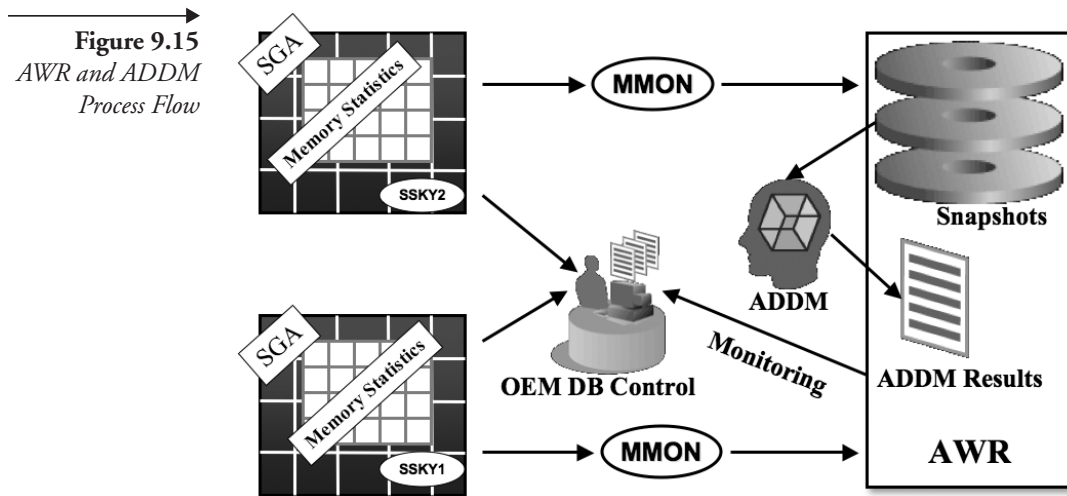 Figure 9.15
AWR and ADDM
Process Flow
SGA
Memory Statistics
SSKY2
MMON
Snapshots
ADDM
ADDM Results
OEM DB Control
Monitoring
SGA
Memory Statistics
SSKY1
MMON
AWR